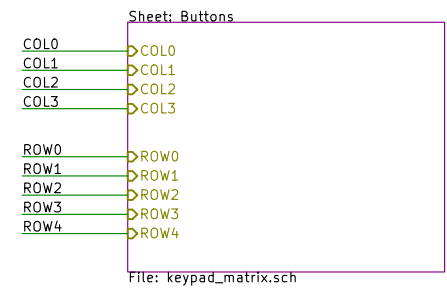 Sheet: Buttons
COL0
COL0
COL1
COL1
COL2
COL2
COL3
COL3
ROW0
ROW0
ROW1
ROW1
ROW2
ROW2
ROW3
ROW3
ROW4
ROW4
File: keypad_matrix.sch